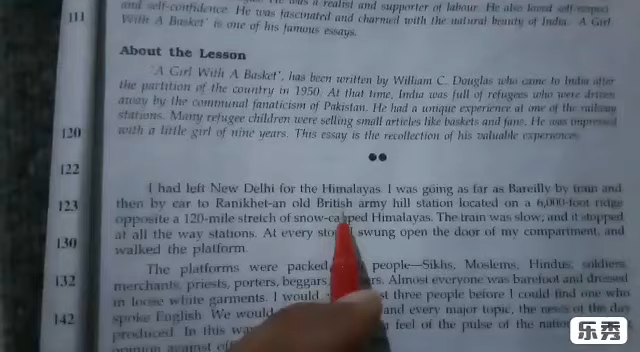 and self-confidence. He was fascinated and charmed with the natural beauty of India. A Girl
With A Basket' is one of his famous essays.
111
About the Lesson
"A Girl With A Basket", has been written by William C. Douglas who came to India after
the partition of the country in 1950. At that time, India was full of refugees who were driven
away by the communal fanaticism of Pakistan. He had a unique experience at one of the railway
stations. Many refugee children were selling small articles like baskets and fans. He was impressed
with a little girl of nine years. This essay is the recollection of his valuable experiences.
120
122
I had left New Delhi for the Himalayas. I was going as far as Bareilly by train and
123 then by car to Ranikhet-an old British army hill station located on a 6,000-foot ridge
opposite a 120-mile stretch of snow-capped Himalayas. The train was slow; and it stopped
at all the way stations. At every swung open the door of my compartment, and
130 walked the platform.
The platforms were packed people—Sikhs, Moslems, Hindus, soldiers,
132 merchants, priests, porters, beggars, Almost everyone was barefoot and dressed
in loose white garments. I would three people before I could find one who
142 spoke English. We would and every major topic, the news of the day
produced. In this way a feel of the pulse of the
opinion against
乐秀